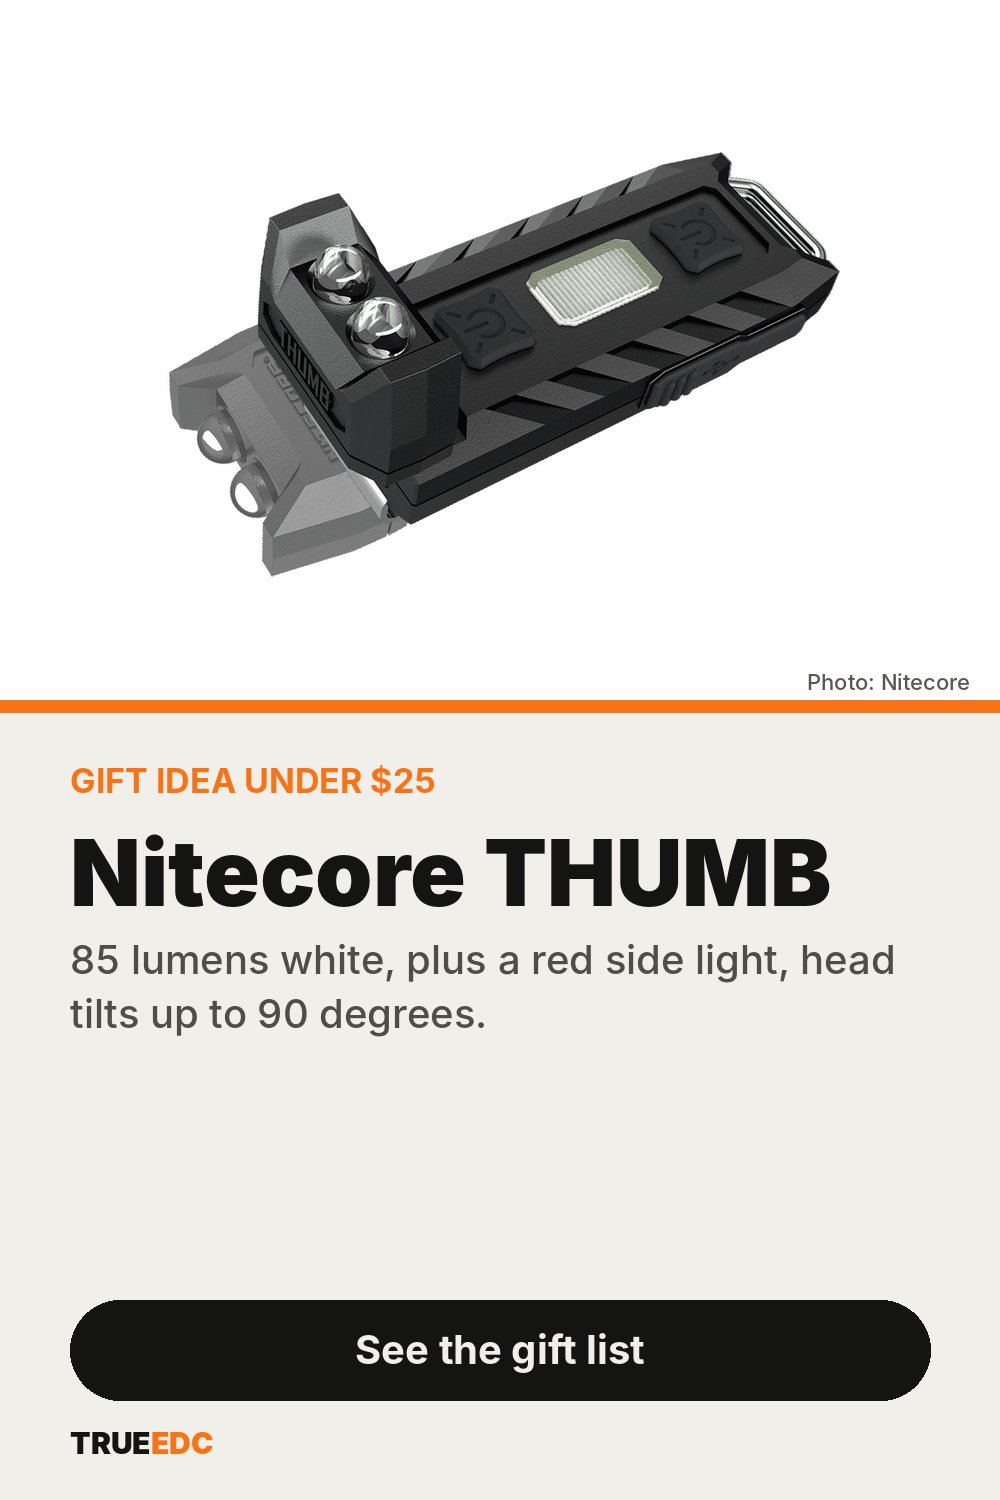 THUMB
Photo: Nitecore
GIFT IDEA UNDER $25
Nitecore THUMB
85 lumens white, plus a red side light, head
tilts up to 90 degrees.
See the gift list
TRUEEDC